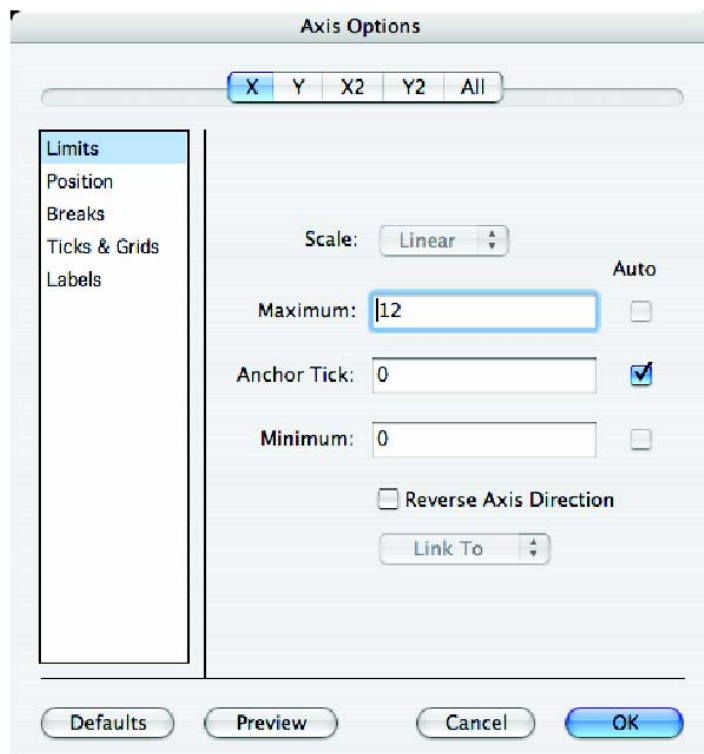 Axis Options
X Y X2 Y2 All
Limits
Position
Breaks
Ticks & Grids
Labels
Scale: Linear
Auto
Maximum: 12
Anchor Tick: 0
Minimum: 0
Reverse Axis Direction
Link To
Defaults Preview Cancel OK